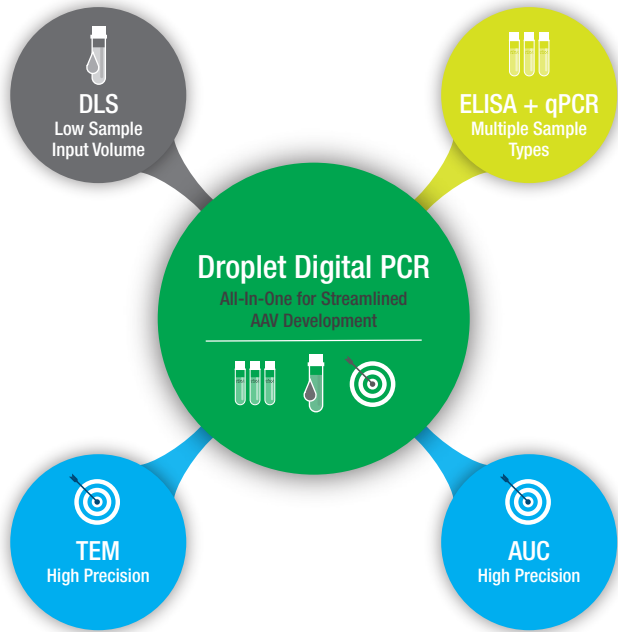 DLS
Low Sample
Input Volume
ELISA + qPCR
Multiple Sample
Types
Droplet Digital PCR
All-In-One for Streamlined
AAV Development
TEM
High Precision
AUC
High Precision